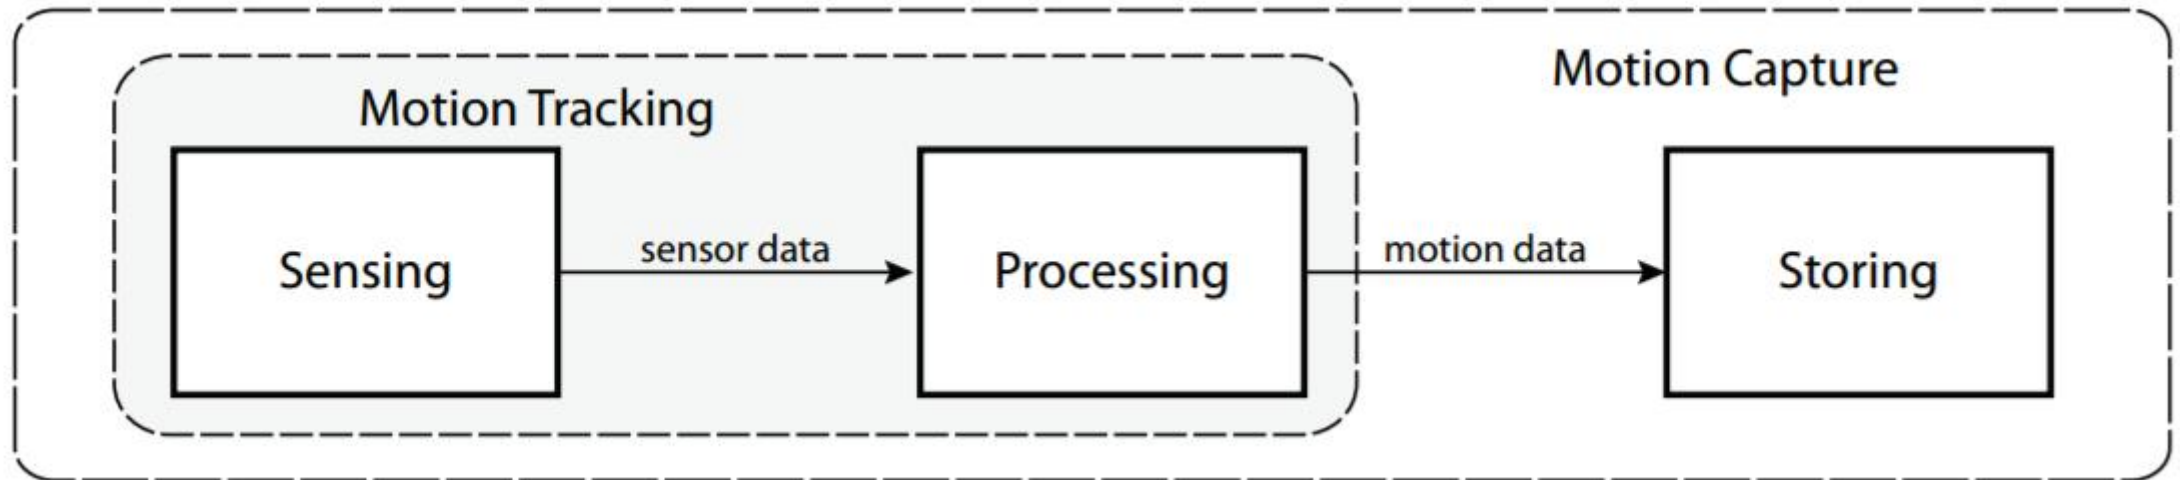 Motion Capture
Motion Tracking
Sensing
sensor data
Processing
motion data
Storing